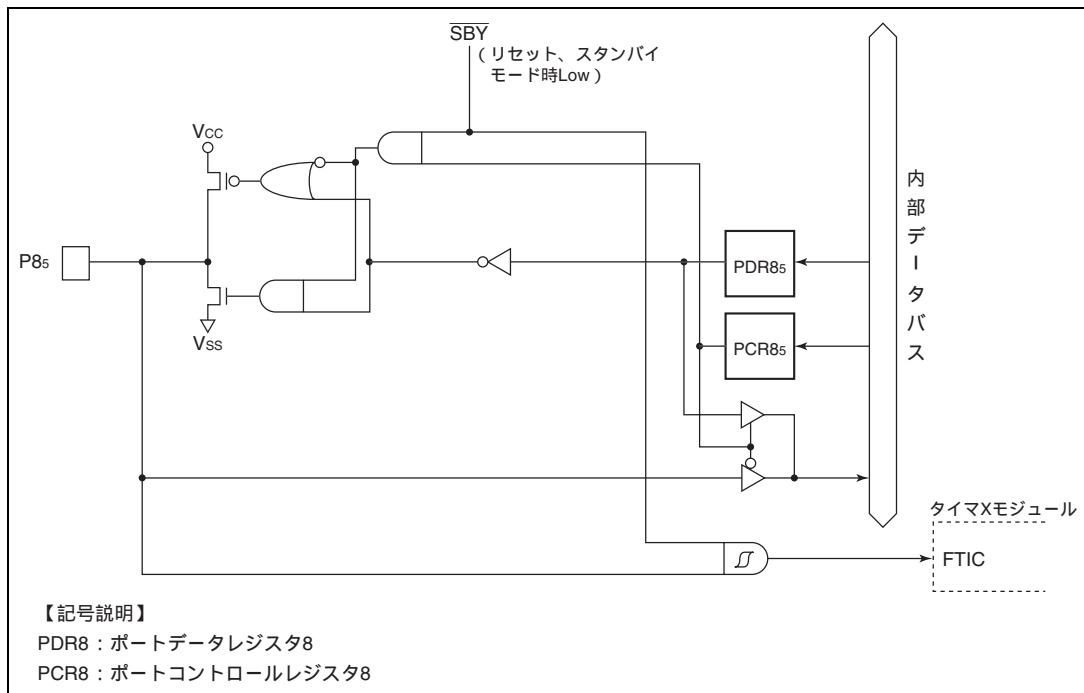 SBY
(リセット、スタンバイ
モード時Low)
VCC
P85
VSS
PDR85
PCR85
内部データバス
タイマXモジュール
FTIC
【記号説明】
PDR8:ポートデータレジスタ8
PCR8:ポートコントロールレジスタ8